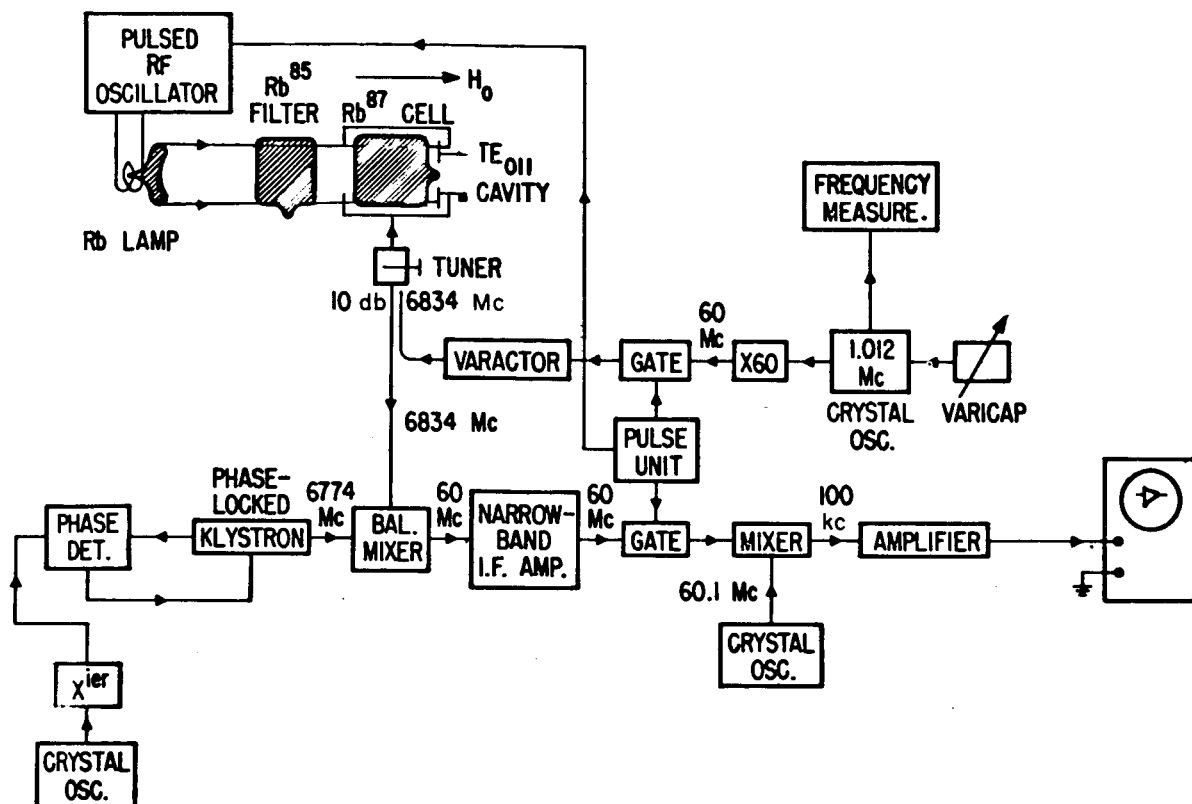 PULSED
RF
OSCILLATOR
Rb85
FILTER
H0
Rb87 CELL
TE011
CAVITY
Rb LAMP
TUNER
10 db
6834 Mc
FREQUENCY
MEASURE.
VARACTOR
GATE
60
Mc
X60
1.012
Mc
CRYSTAL
OSC.
VARICAP
6834 Mc
PULSE
UNIT
PHASE
DET.
PHASE-
LOCKED
KLYSTRON
6774
Mc
BAL.
MIXER
60
Mc
NARROW-
BAND
I.F. AMP.
60
Mc
GATE
MIXER
100
kc
AMPLIFIER
60.1 Mc
CRYSTAL
OSC.
Xier
CRYSTAL
OSC.